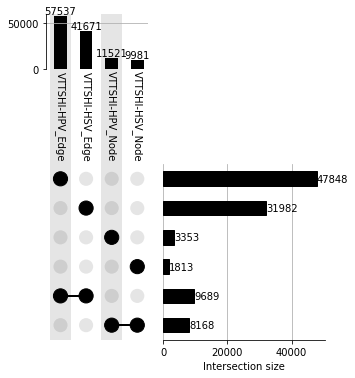 57537
41671
50000
11521
9981
0
VTTSHI-HPV_Edge
VTTSHI-HSV_Edge
VTTSHI-HPV_Node
VTTSHI-HSV_Node
47848
31982
3353
1813
9689
8168
0 20000 40000
Intersection size